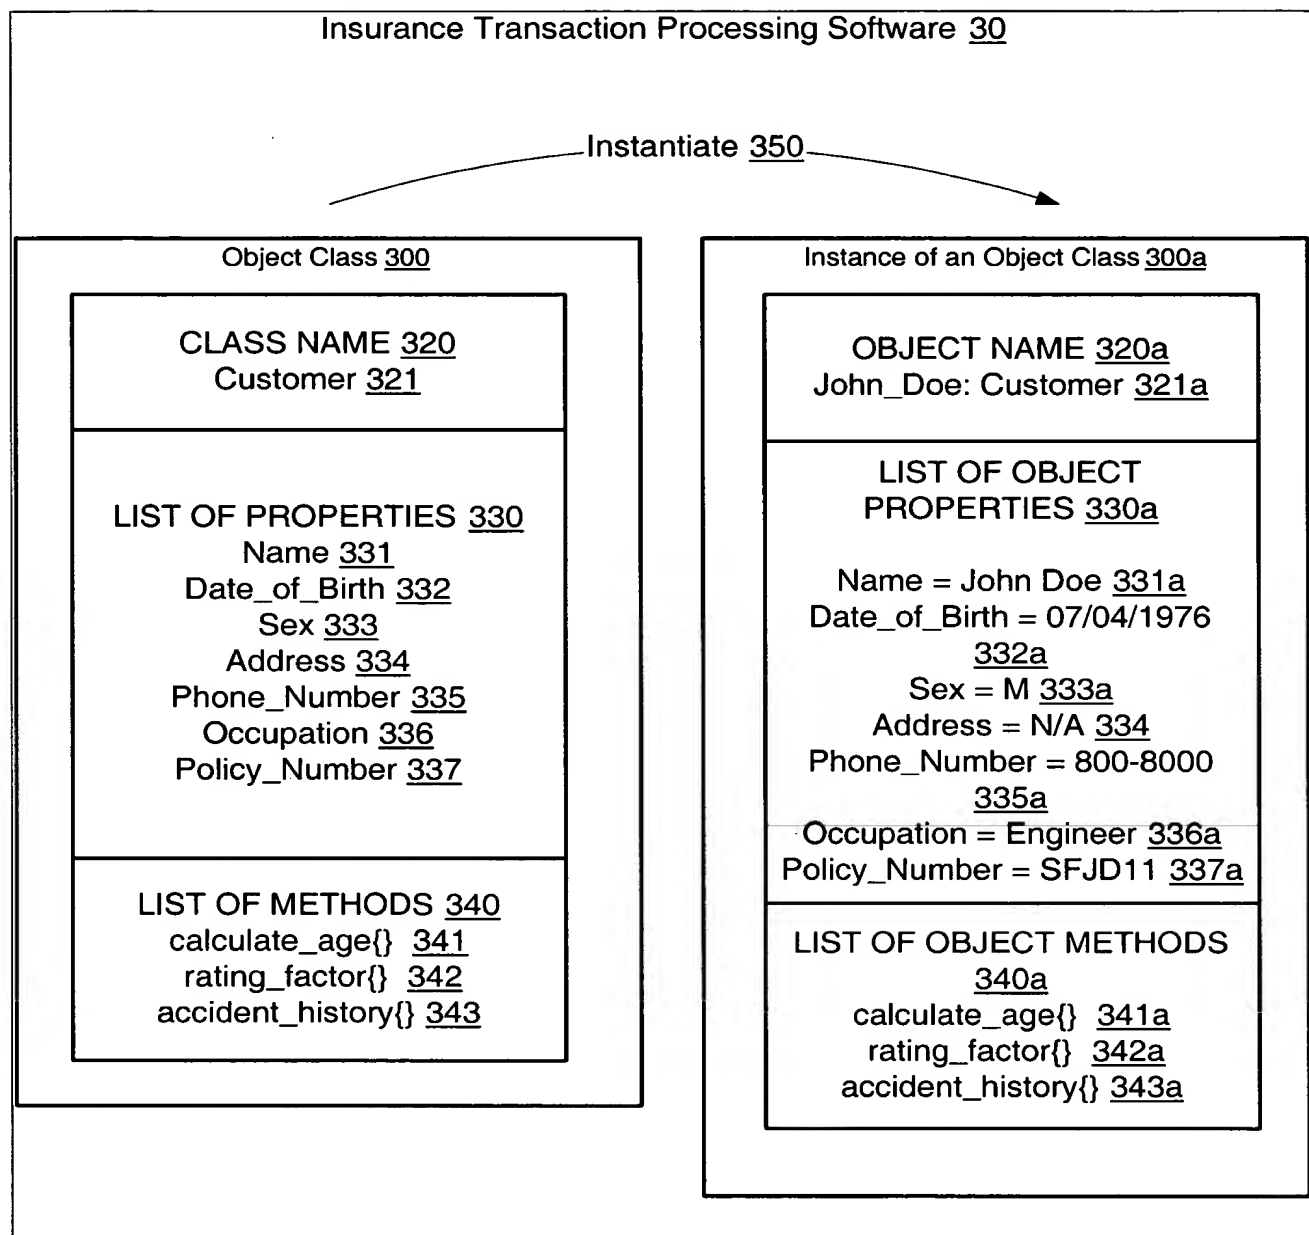 Insurance Transaction Processing Software 30
Instantiate 350
Object Class 300
CLASS NAME 320
Customer 321
LIST OF PROPERTIES 330
Name 331
Date_of_Birth 332
Sex 333
Address 334
Phone_Number 335
Occupation 336
Policy_Number 337
LIST OF METHODS 340
calculate_age{} 341
rating_factor{} 342
accident_history{} 343
Instance of an Object Class 300a
OBJECT NAME 320a
John_Doe: Customer 321a
LIST OF OBJECT
PROPERTIES 330a
Name = John Doe 331a
Date_of_Birth = 07/04/1976
332a
Sex = M 333a
Address = N/A 334
Phone_Number = 800-8000
335a
Occupation = Engineer 336a
Policy_Number = SFJD11 337a
LIST OF OBJECT METHODS
340a
calculate_age{} 341a
rating_factor{} 342a
accident_history{} 343a